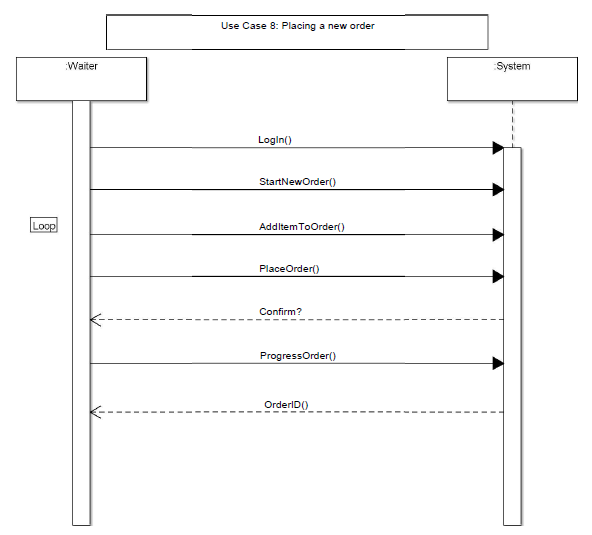 Use Case 8: Placing a new order
:Waiter
:System
LogIn()
StartNewOrder()
Loop
AddItemToOrder()
PlaceOrder()
Confirm?
ProgressOrder()
OrderID()